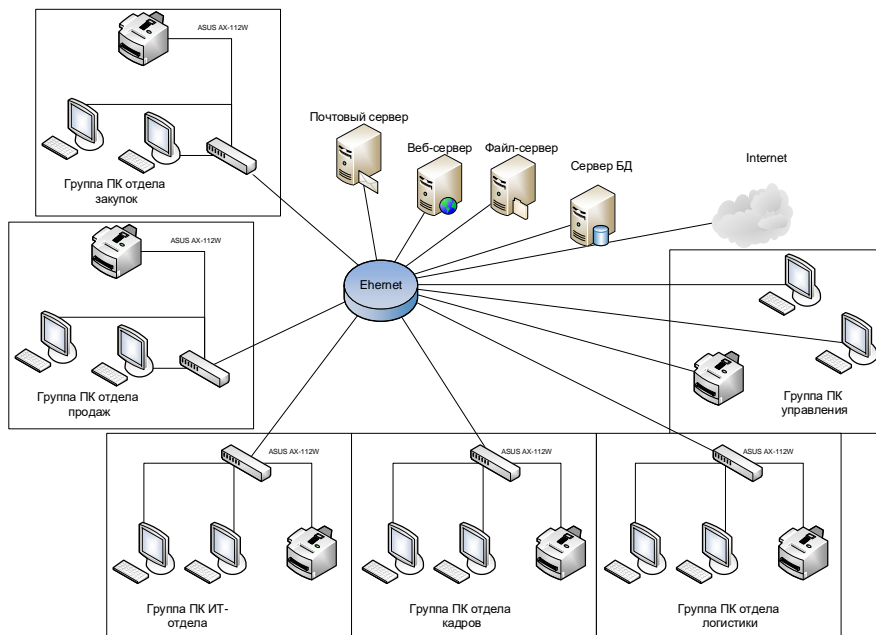 ASUS AX-112W
Группа ПК отдела
закупок
Почтовый сервер
Веб-сервер
Файл-сервер
Сервер БД
Internet
ASUS AX-112W
Группа ПК отдела
продаж
Ehernet
Группа ПК
управления
ASUS AX-112W
Группа ПК ИТ-
отдела
ASUS AX-112W
Группа ПК отдела
кадров
ASUS AX-112W
Группа ПК отдела
логистики